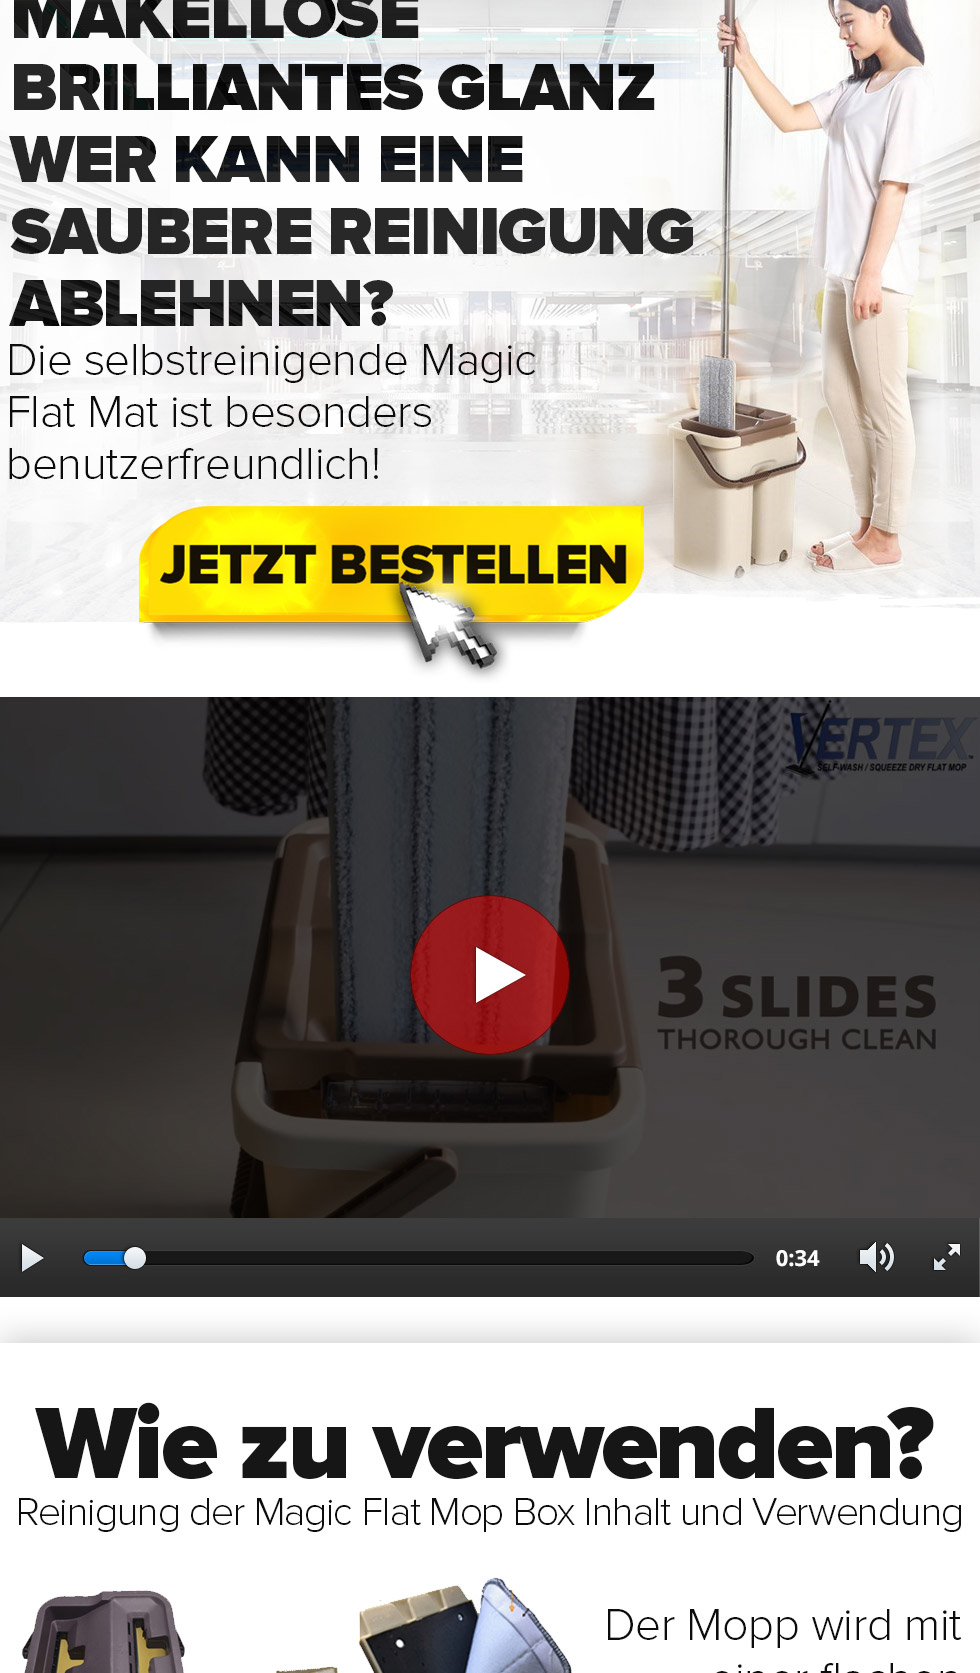 MAKELLOSE
BRILLIANTES GLANZ
WER KANN EINE
SAUBERE REINIGUNG
ABLEHNEN?
Die selbstreinigende Magic
Flat Mat ist besonders
benutzerfreundlich!
JETZT BESTELLEN
VERTEX
SELF-WASH / SQUEEZE DRY FLAT MOP
3 SLIDES
THOROUGH CLEAN
0:34
Wie zu verwenden?
Reinigung der Magic Flat Mop Box Inhalt und Verwendung
Der Mopp wird mit
einer flachen